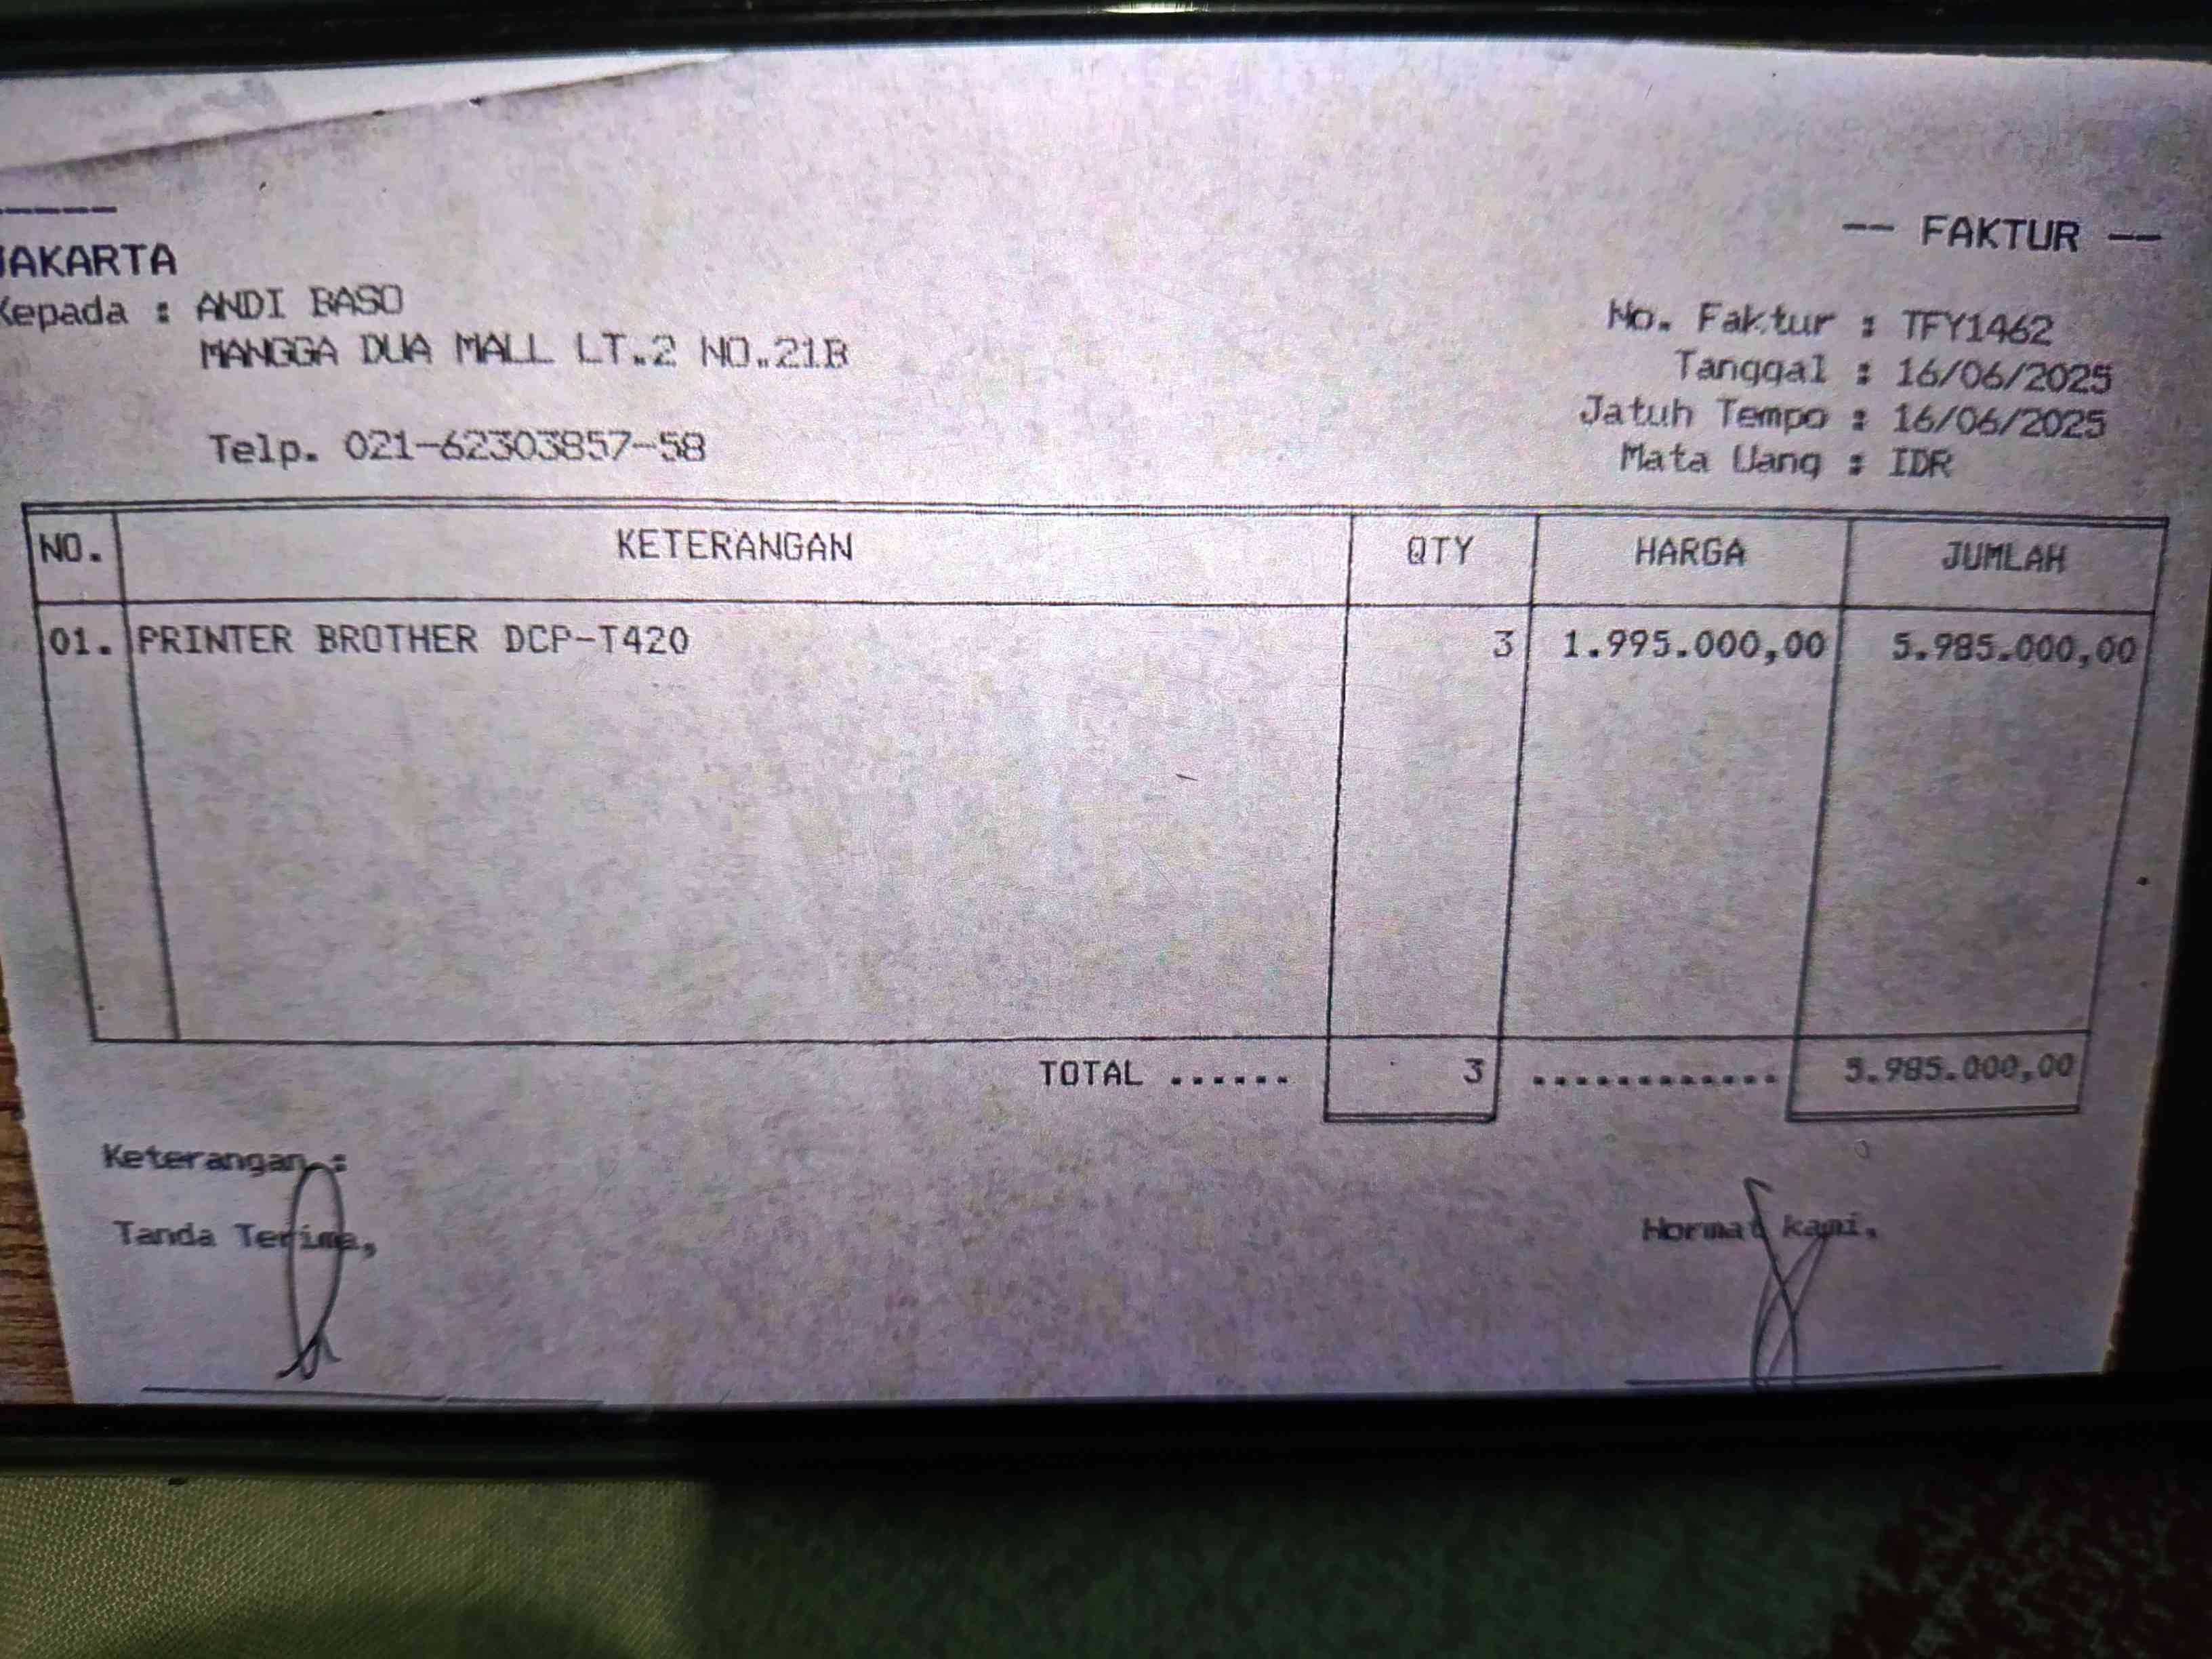 -----
JAKARTA
-- FAKTUR --
Kepada : ANDI BASO
MANGGA DUA MALL LT.2 NO.21B
Telp. 021-62303857-58
No. Faktur : TFY1462
Tanggal : 16/06/2025
Jatuh Tempo : 16/06/2025
Mata Uang : IDR
NO. KETERANGAN QTY HARGA JUMLAH
01. PRINTER BROTHER DCP-T420 3 1.995.000,00 5.985.000,00
TOTAL ...... 3 ............ 5.985.000,00
Keterangan :
Tanda Terima,
Hormat kami,